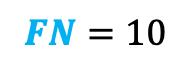 FN = 10